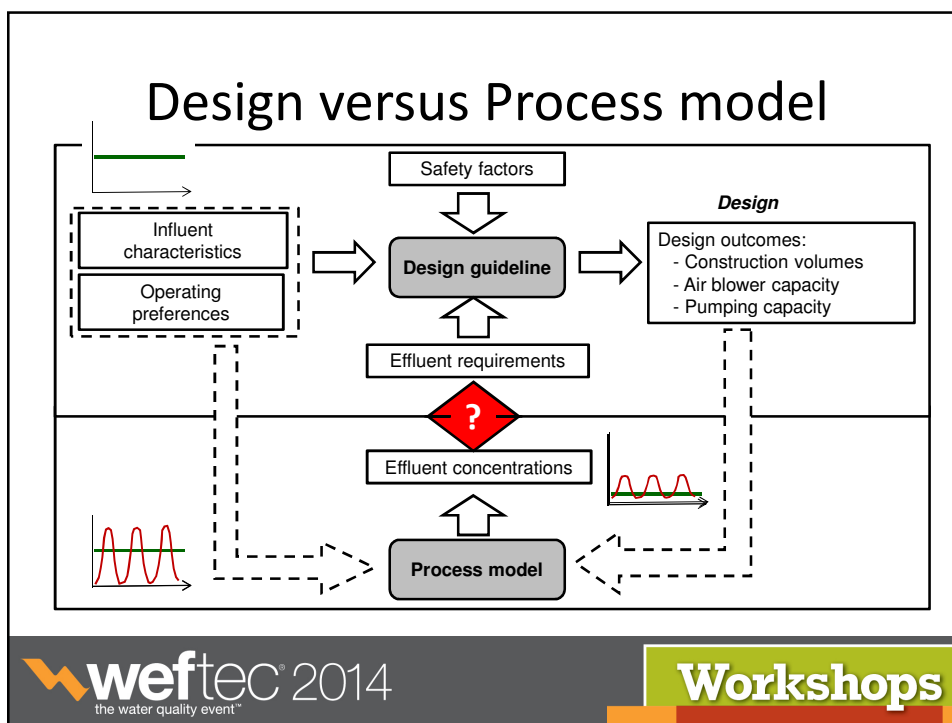 Design versus Process model
Safety factors
Design
Influent
characteristics
Operating
preferences
Design guideline
Design outcomes:
- Construction volumes
- Air blower capacity
- Pumping capacity
Effluent requirements
?
Effluent concentrations
Process model
weftec® 2014
the water quality event™
Workshops